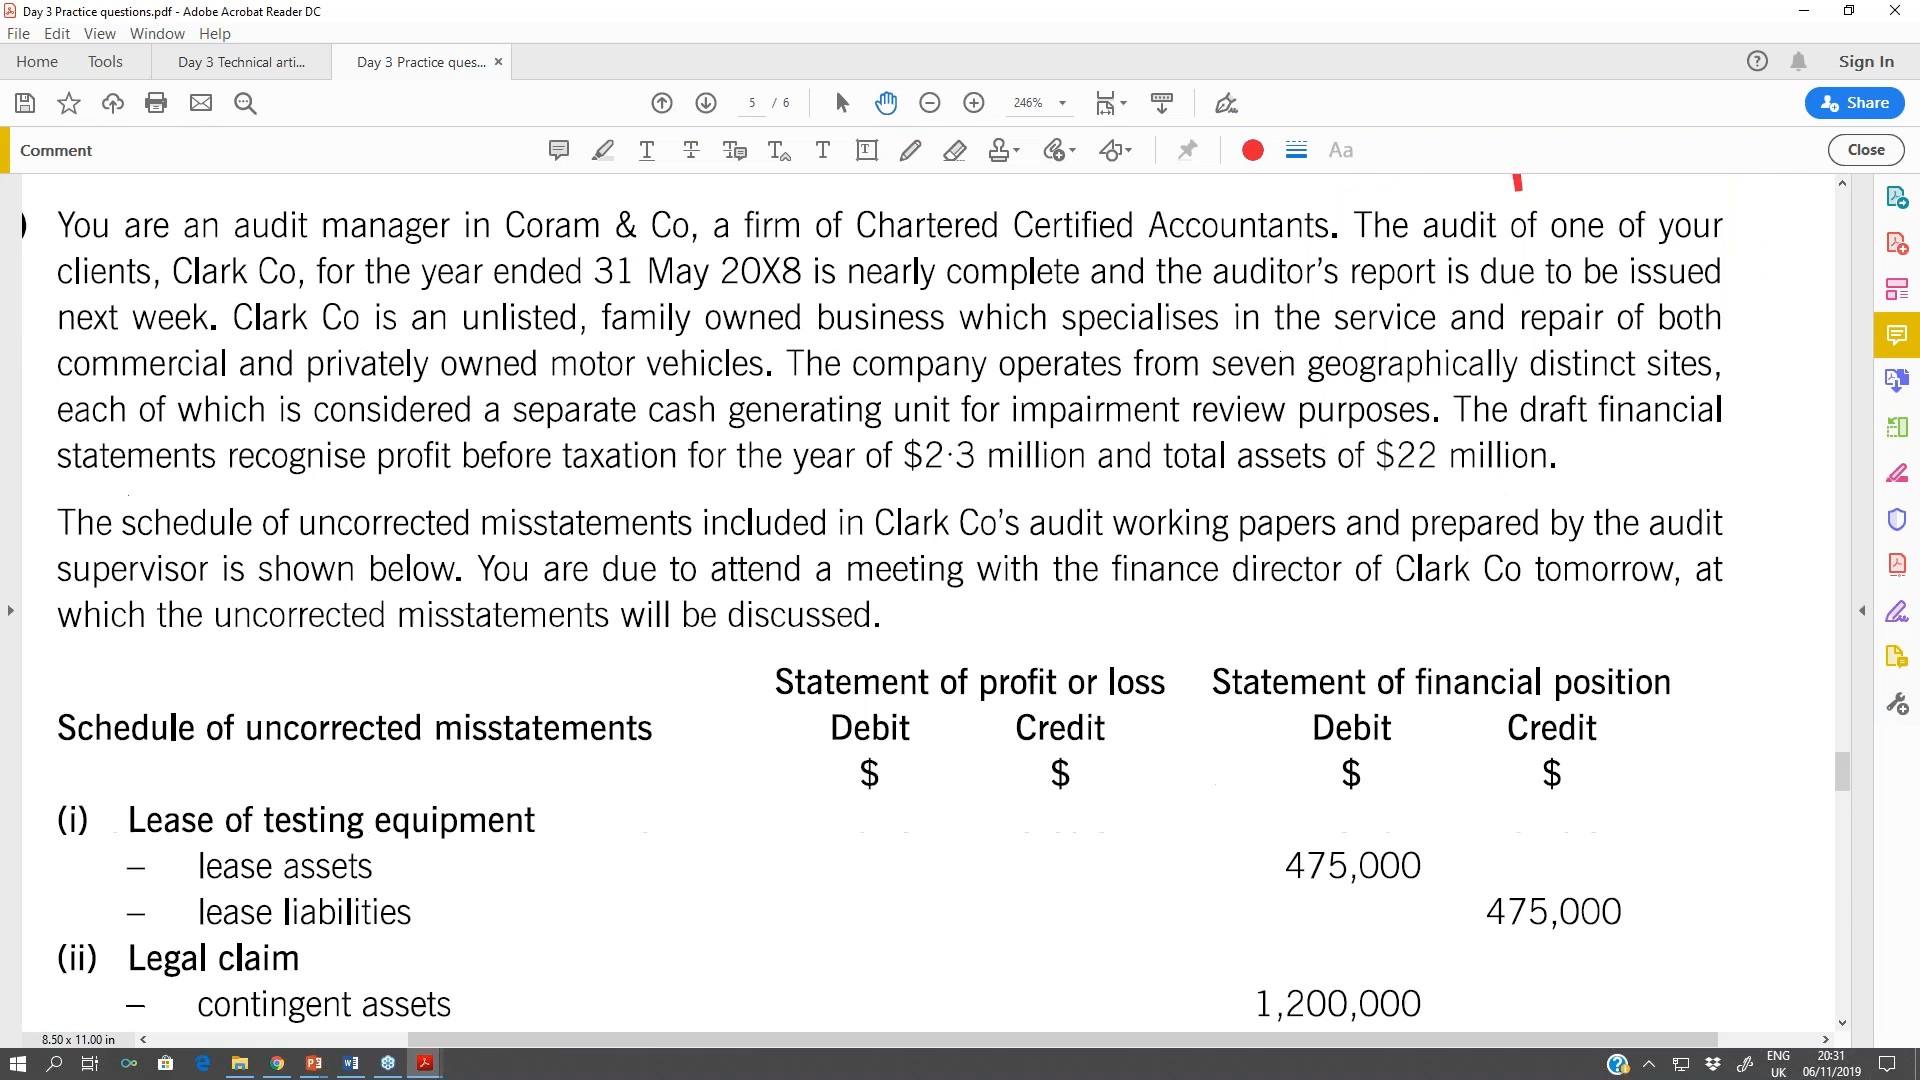 Day 3 Practice questions.pdf - Adobe Acrobat Reader DC
File Edit View Window Help
Home Tools Day 3 Technical arti... Day 3 Practice ques... × Sign In
5 / 6 246% Share
Comment Aa Close
You are an audit manager in Coram & Co, a firm of Chartered Certified Accountants. The audit of one of your
clients, Clark Co, for the year ended 31 May 20X8 is nearly complete and the auditor's report is due to be issued
next week. Clark Co is an unlisted, family owned business which specialises in the service and repair of both
commercial and privately owned motor vehicles. The company operates from seven geographically distinct sites,
each of which is considered a separate cash generating unit for impairment review purposes. The draft financial
statements recognise profit before taxation for the year of $2·3 million and total assets of $22 million.
The schedule of uncorrected misstatements included in Clark Co's audit working papers and prepared by the audit
supervisor is shown below. You are due to attend a meeting with the finance director of Clark Co tomorrow, at
which the uncorrected misstatements will be discussed.
Statement of profit or loss Statement of financial position
Schedule of uncorrected misstatements Debit Credit Debit Credit
$ $ $ $
(i) Lease of testing equipment
– lease assets 475,000
– lease liabilities 475,000
(ii) Legal claim
– contingent assets 1,200,000
8.50 x 11.00 in
ENG 20:31
UK 06/11/2019